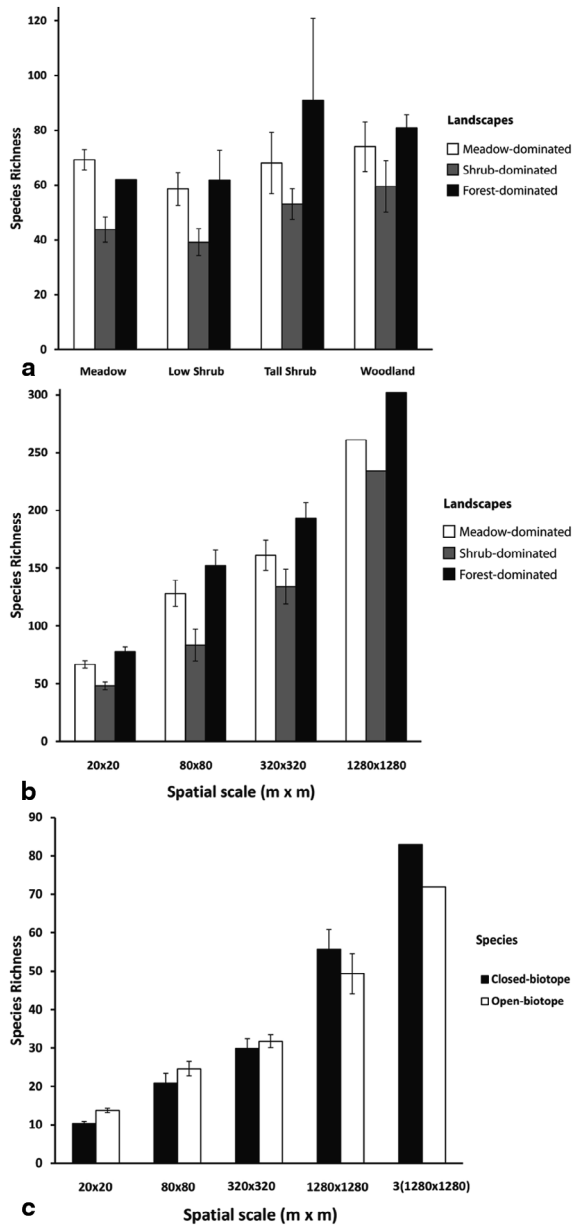 120
100
80
60
40
20
0
Species Richness
Meadow Low Shrub Tall Shrub Woodland
Landscapes
Meadow-dominated
Shrub-dominated
Forest-dominated
a
300
250
200
150
100
50
0
Species Richness
20x20 80x80 320x320 1280x1280
Spatial scale (m x m)
Landscapes
Meadow-dominated
Shrub-dominated
Forest-dominated
b
90
80
70
60
50
40
30
20
10
0
Species Richness
20x20 80x80 320x320 1280x1280 3(1280x1280)
Spatial scale (m x m)
Species
Closed-biotope
Open-biotope
c